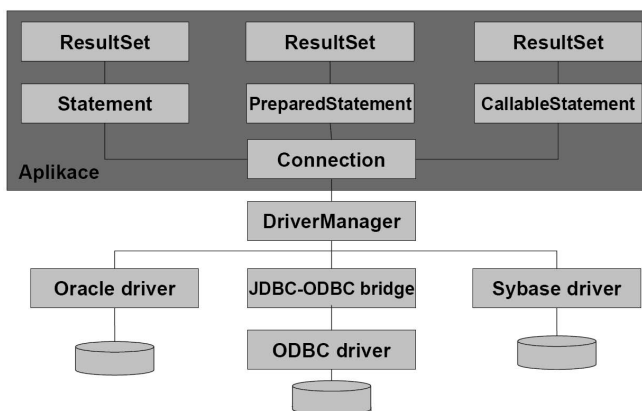 ResultSet
ResultSet
ResultSet
Statement
PreparedStatement
CallableStatement
Connection
Aplikace
DriverManager
Oracle driver
JDBC-ODBC bridge
Sybase driver
ODBC driver